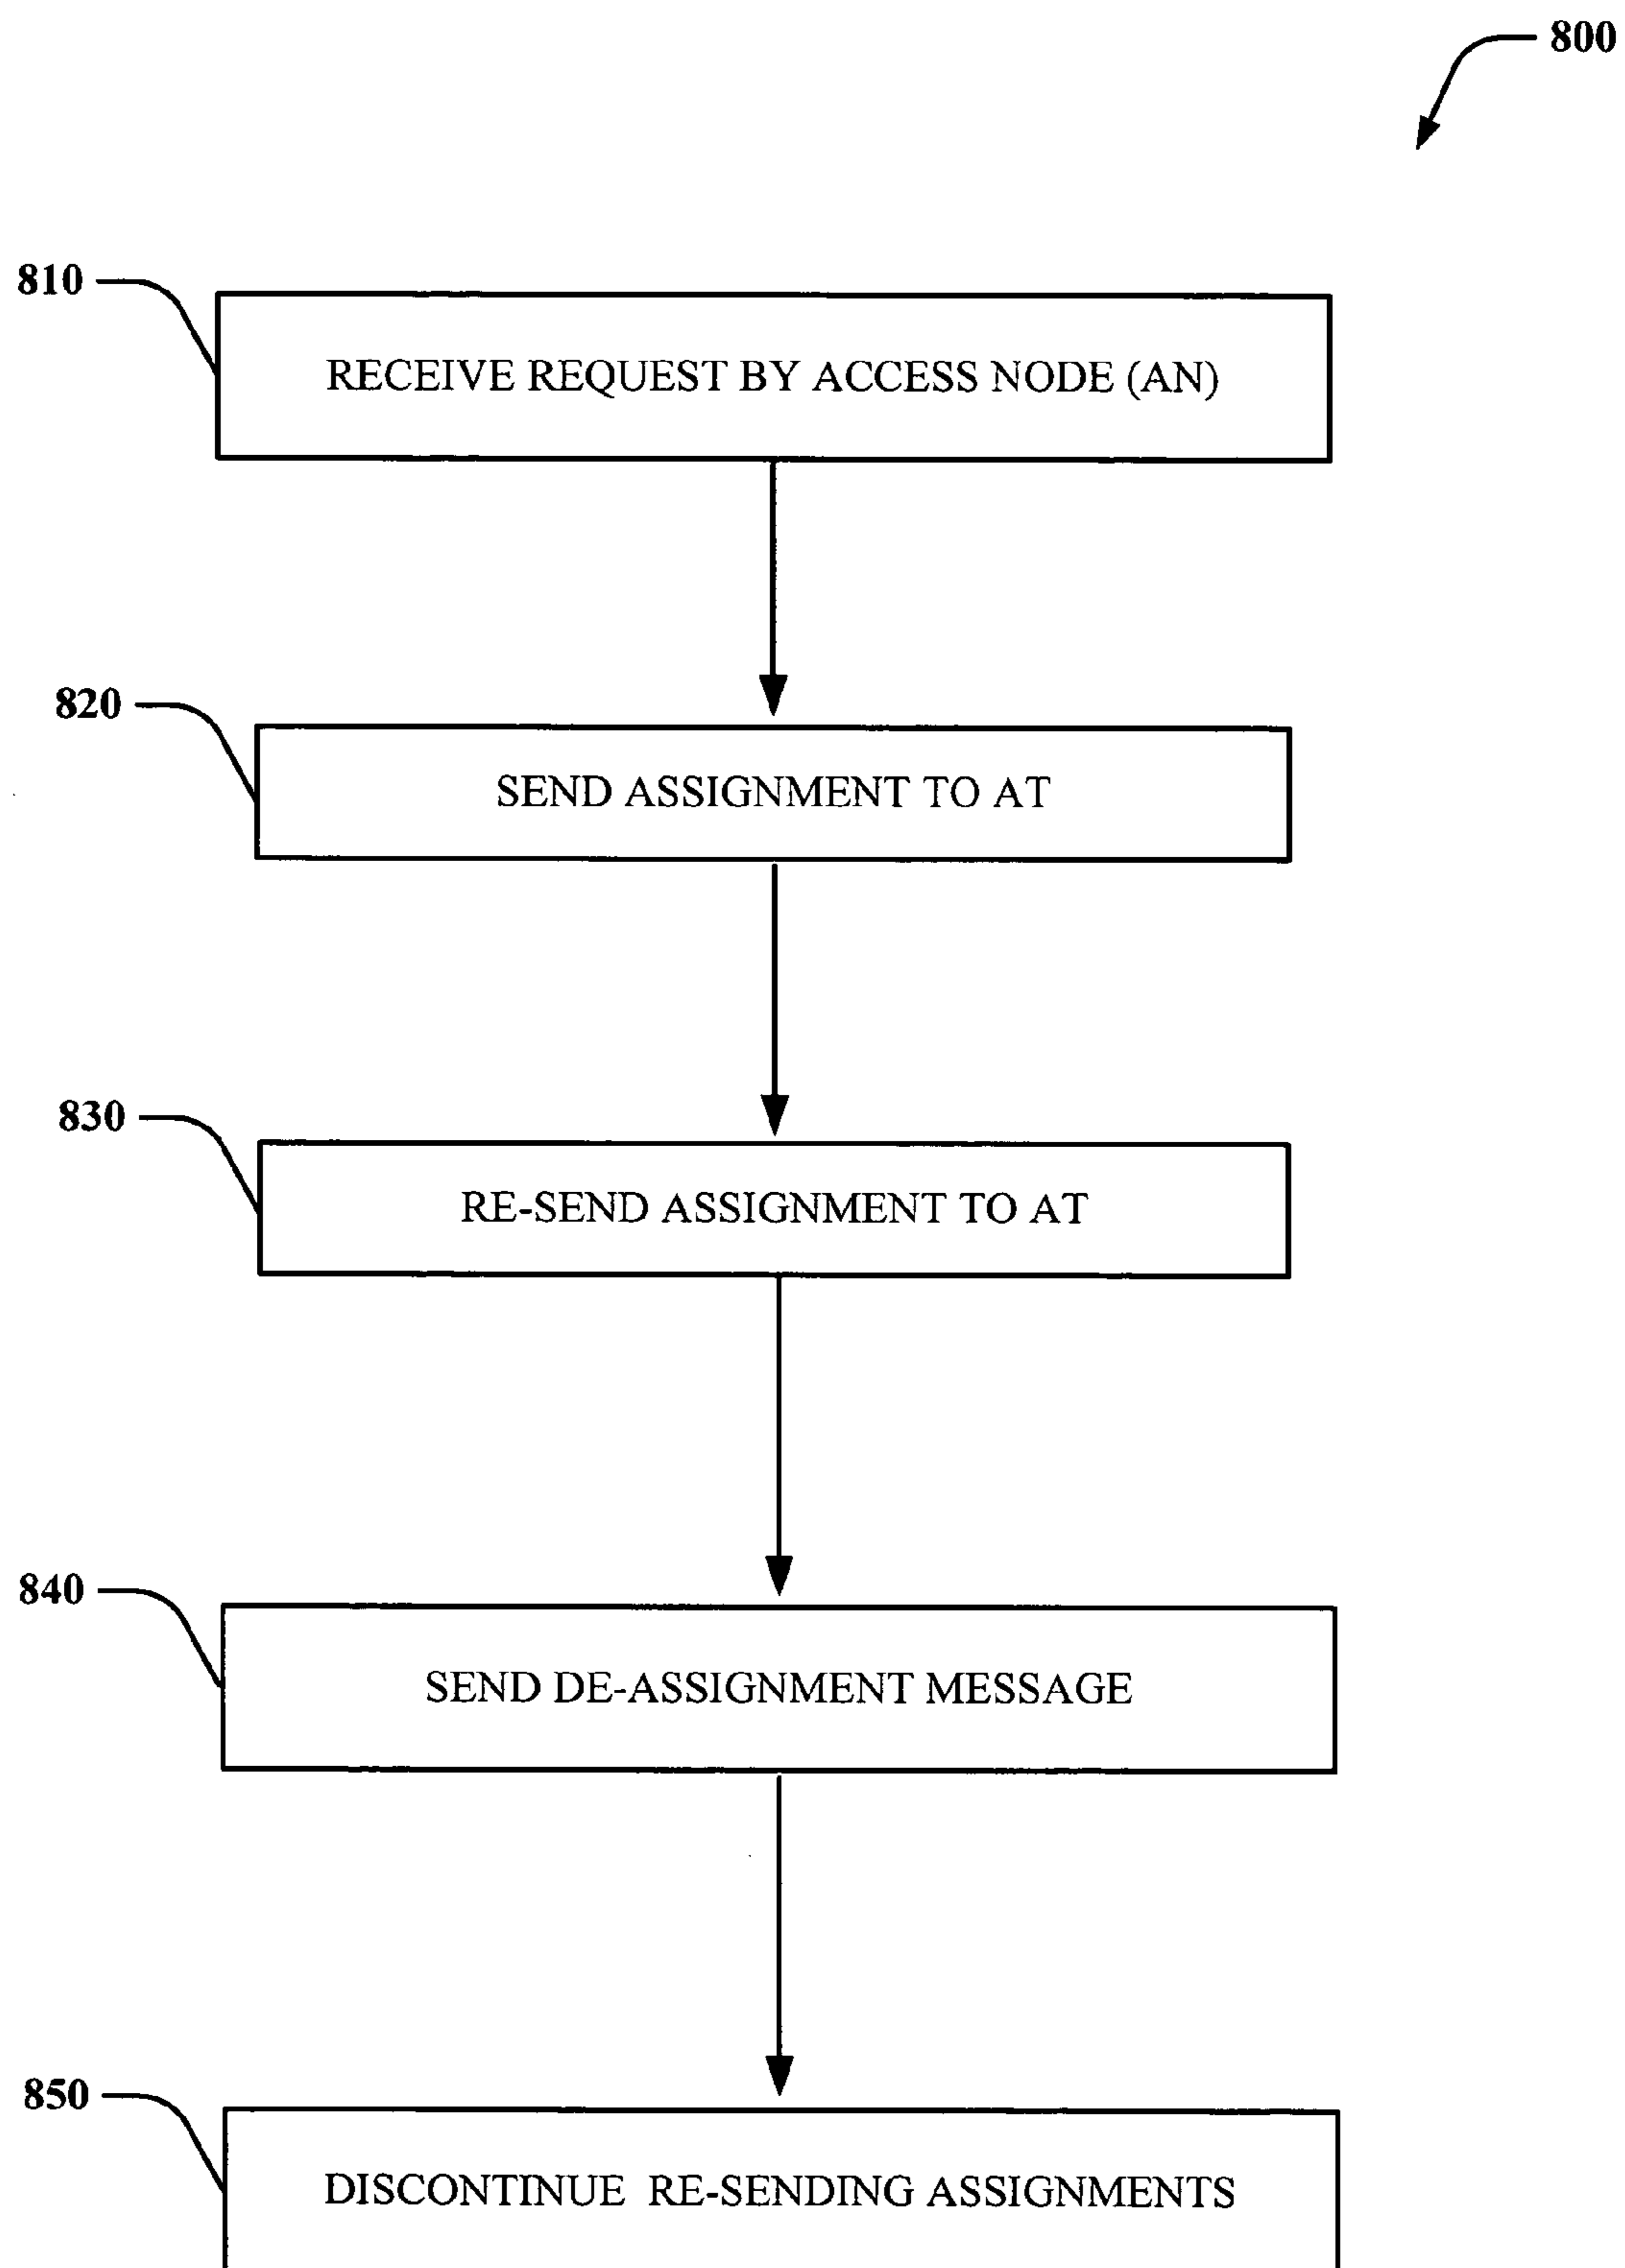 800
810
RECEIVE REQUEST BY ACCESS NODE (AN)
820
SEND ASSIGNMENT TO AT
830
RE-SEND ASSIGNMENT TO AT
840
SEND DE-ASSIGNMENT MESSAGE
850
DISCONTINUE RE-SENDING ASSIGNMENTS